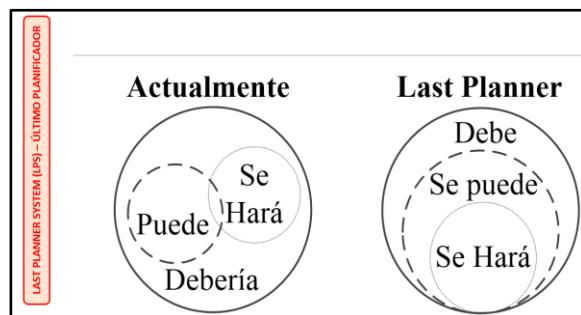 LAST PLANNER SYSTEM (LPS) – ÚLTIMO PLANIFICADOR
Actualmente
Puede
Se
Hará
Debería
Last Planner
Debe
Se puede
Se Hará